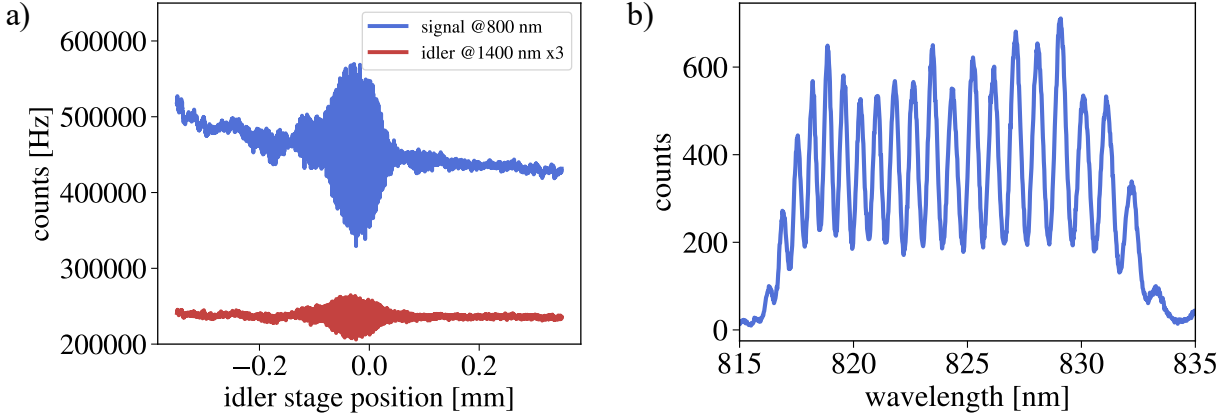 a)
signal @800 nm
idler @1400 nm x3
600000
500000
400000
300000
200000
counts [Hz]
−0.2
0.0
0.2
idler stage position [mm]
b)
600
400
200
0
counts
815
820
825
830
835
wavelength [nm]